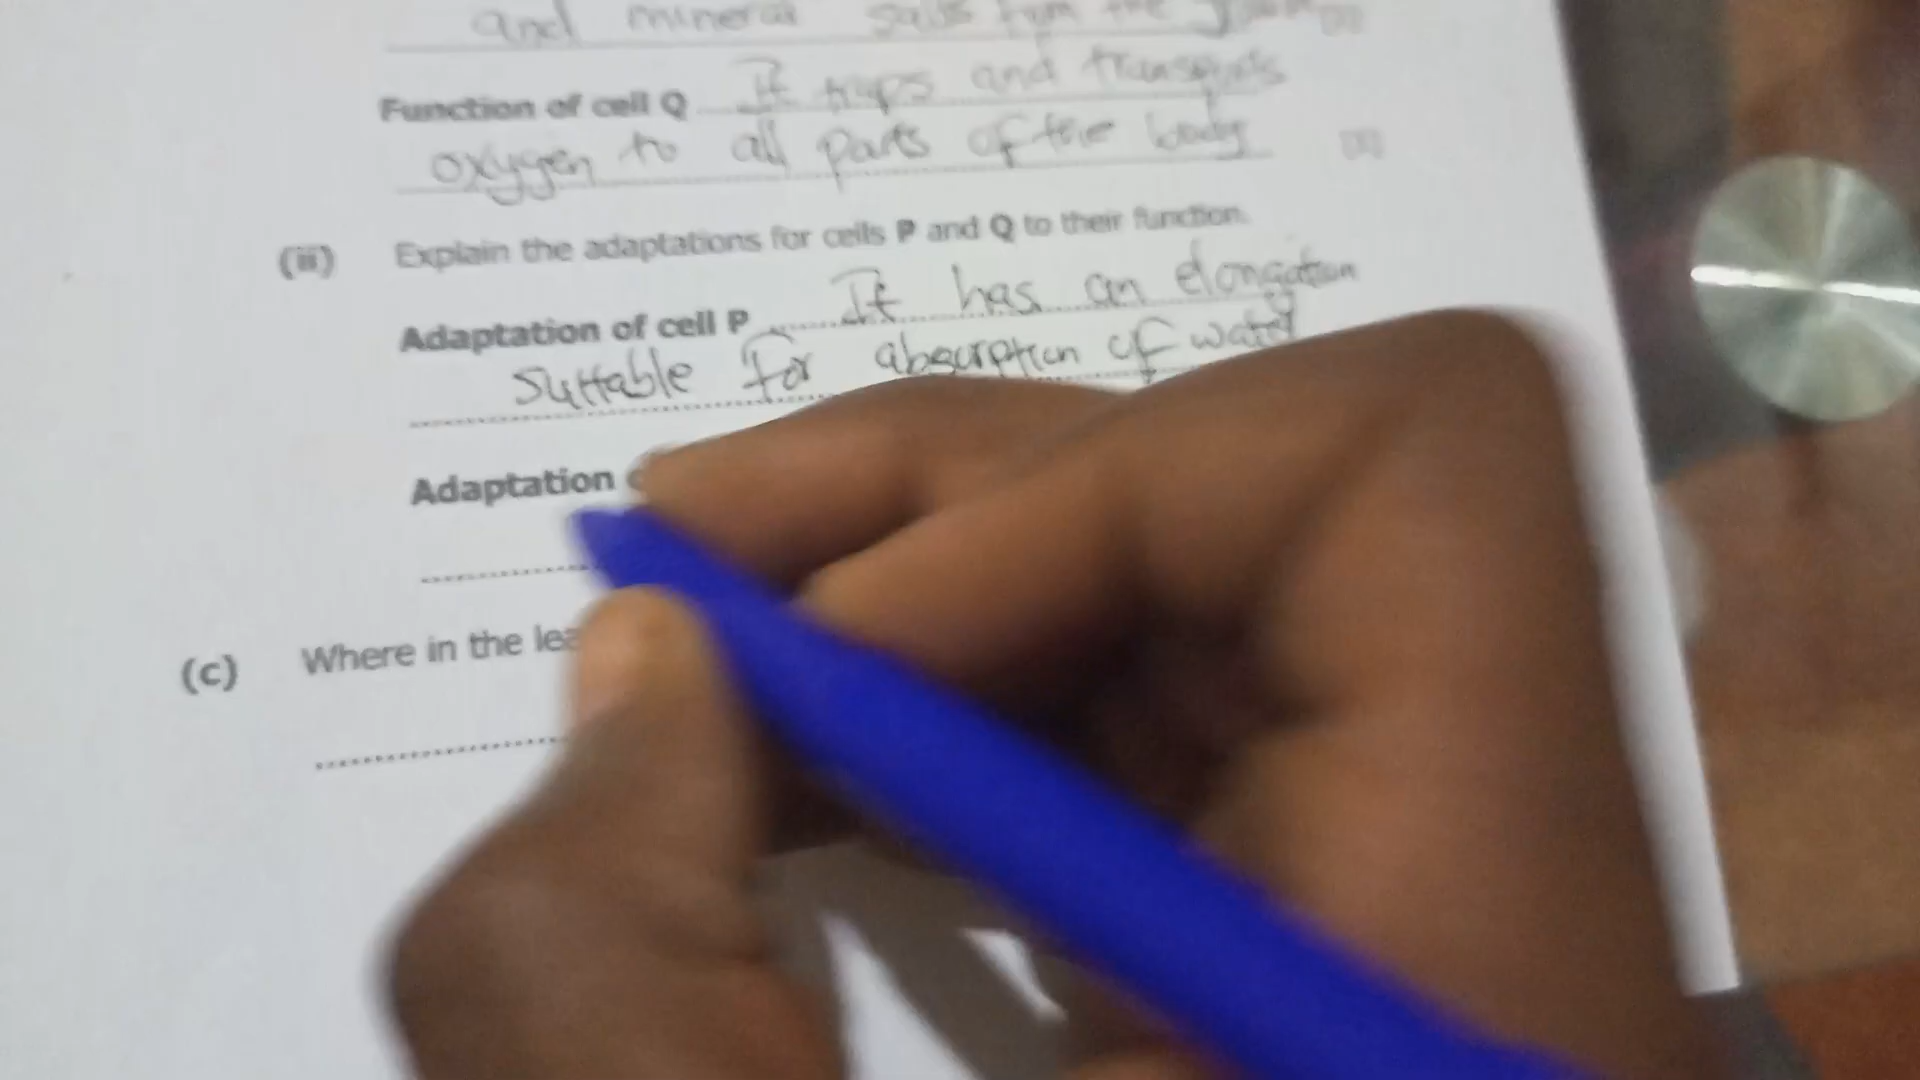 and mineral salts from the
Function of cell Q It traps and transports
oxygen to all parts of the body
(ii) Explain the adaptations for cells P and Q to their function.
Adaptation of cell P It has an elongation
suitable for absorption of water
Adaptation
(c) Where in the lea